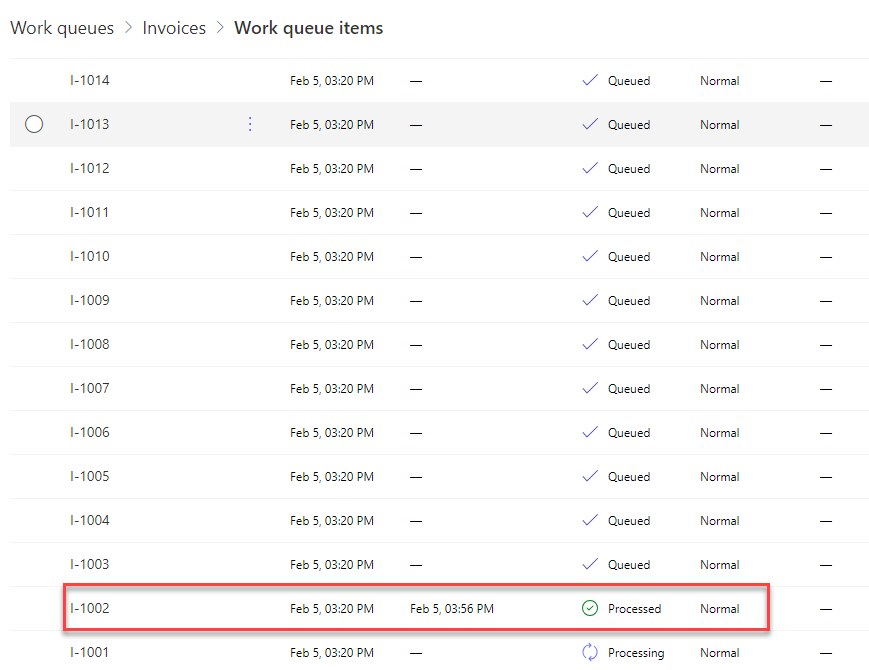 Work queues > Invoices > Work queue items
I-1014 Feb 5, 03:20 PM — Queued Normal —
I-1013 Feb 5, 03:20 PM — Queued Normal —
I-1012 Feb 5, 03:20 PM — Queued Normal —
I-1011 Feb 5, 03:20 PM — Queued Normal —
I-1010 Feb 5, 03:20 PM — Queued Normal —
I-1009 Feb 5, 03:20 PM — Queued Normal —
I-1008 Feb 5, 03:20 PM — Queued Normal —
I-1007 Feb 5, 03:20 PM — Queued Normal —
I-1006 Feb 5, 03:20 PM — Queued Normal —
I-1005 Feb 5, 03:20 PM — Queued Normal —
I-1004 Feb 5, 03:20 PM — Queued Normal —
I-1003 Feb 5, 03:20 PM — Queued Normal —
I-1002 Feb 5, 03:20 PM Feb 5, 03:56 PM Processed Normal —
I-1001 Feb 5, 03:20 PM — Processing Normal —